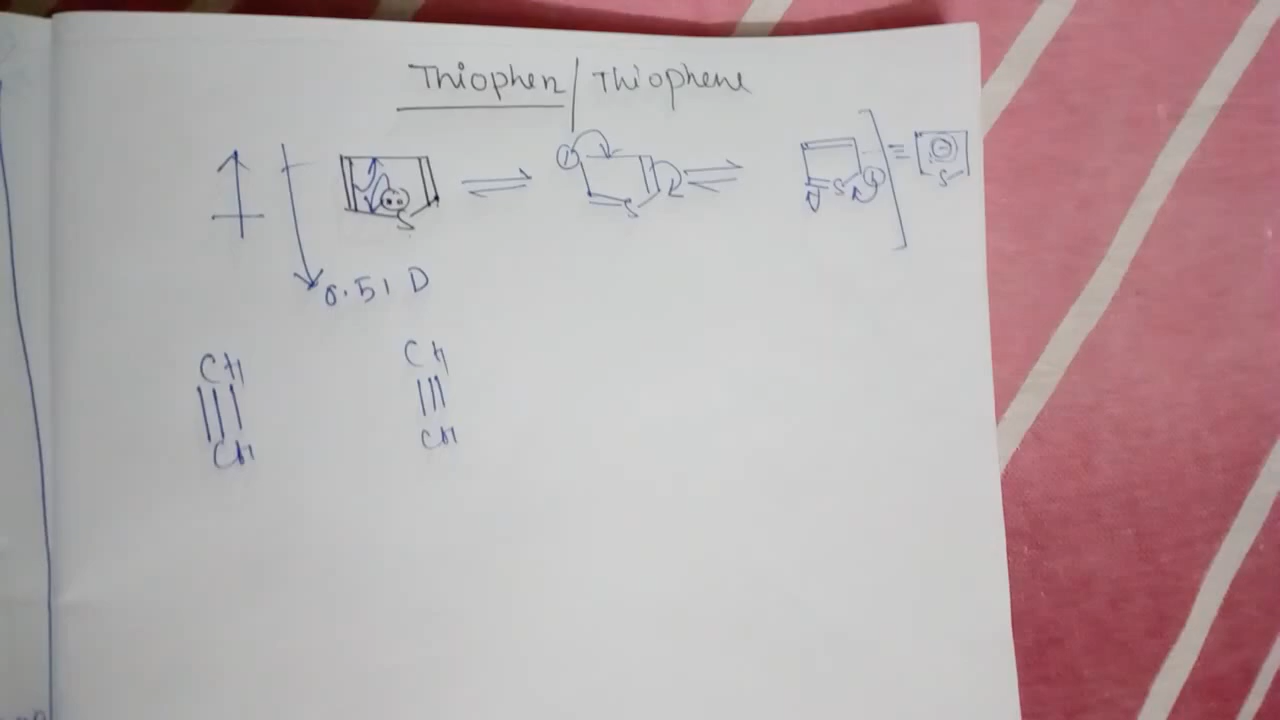 Thiophen / Thiophene
S ⇌ S ⇌ S ] ≡ S
0.51 D
CH CH
||| |||
CH CH